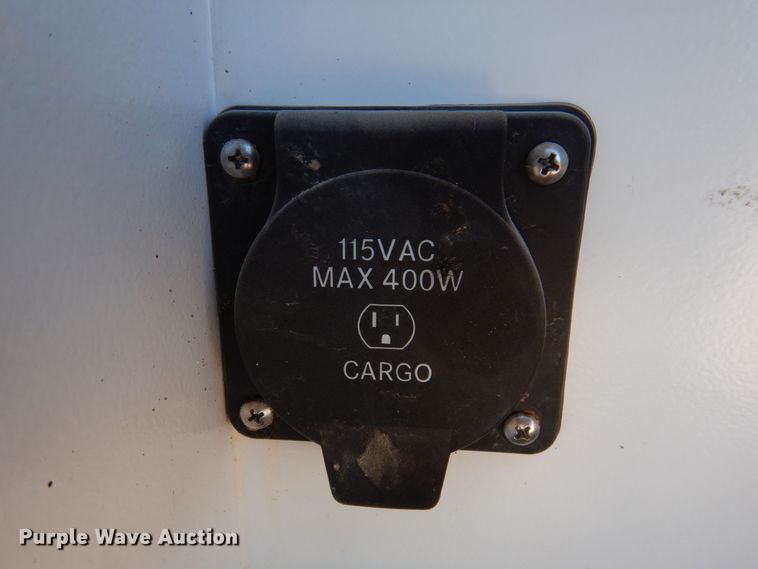 115VAC
MAX 400W
CARGO
Purple Wave Auction